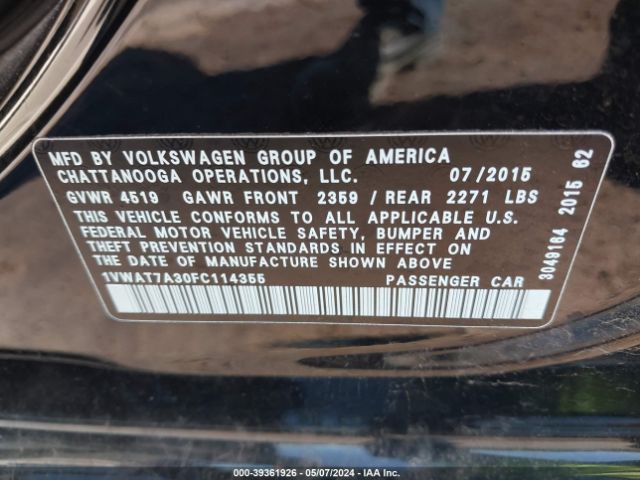 MFD BY VOLKSWAGEN GROUP OF AMERICA
CHATTANOOGA OPERATIONS, LLC. 07/2015
GVWR 4519 GAWR FRONT 2359 / REAR 2271 LBS
THIS VEHICLE CONFORMS TO ALL APPLICABLE U.S.
FEDERAL MOTOR VEHICLE SAFETY, BUMPER AND
THEFT PREVENTION STANDARDS IN EFFECT ON
THE DATE OF MANUFACTURE SHOWN ABOVE
1VWAT7A30FC114355 PASSENGER CAR
3049164 2015 62
000-39361926 - 05/07/2024 - IAA Inc.